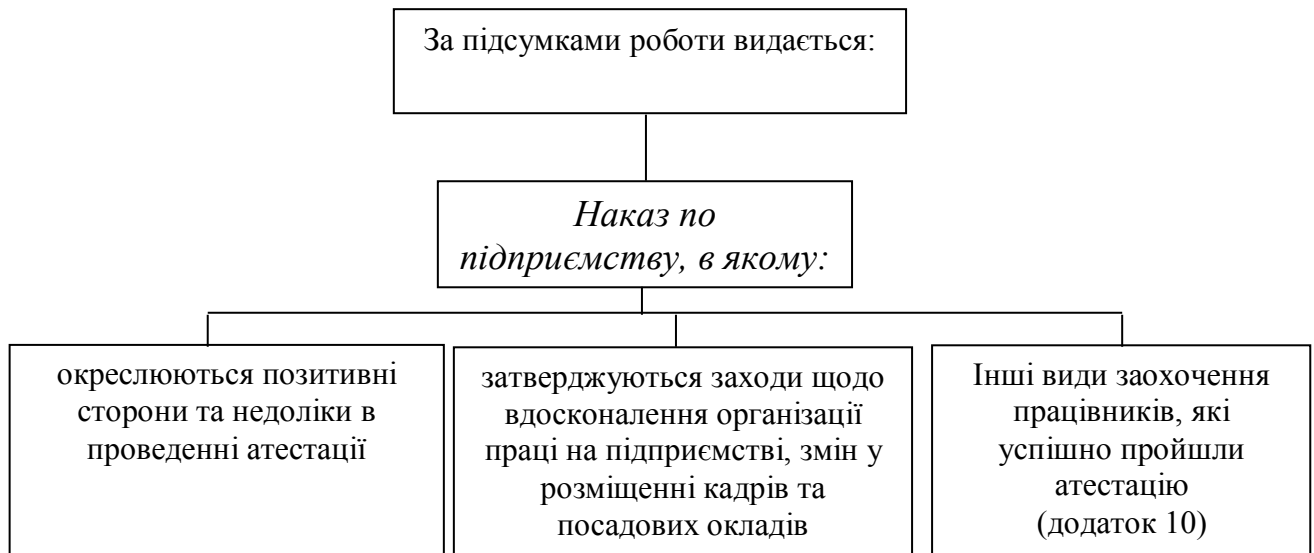 За підсумками роботи видається:
Наказ по
підприємству, в якому:
окреслюються позитивні
сторони та недоліки в
проведенні атестації
затверджуються заходи щодо
вдосконалення організації
праці на підприємстві, змін у
розміщенні кадрів та
посадових окладів
Інші види заохочення
працівників, які
успішно пройшли
атестацію
(додаток 10)